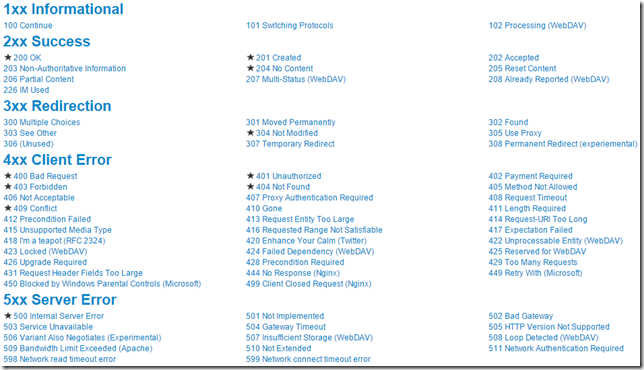 1xx Informational
100 Continue 101 Switching Protocols 102 Processing (WebDAV)
2xx Success
★ 200 OK ★ 201 Created 202 Accepted
203 Non-Authoritative Information ★ 204 No Content 205 Reset Content
206 Partial Content 207 Multi-Status (WebDAV) 208 Already Reported (WebDAV)
226 IM Used
3xx Redirection
300 Multiple Choices 301 Moved Permanently 302 Found
303 See Other ★ 304 Not Modified 305 Use Proxy
306 (Unused) 307 Temporary Redirect 308 Permanent Redirect (experiemental)
4xx Client Error
★ 400 Bad Request ★ 401 Unauthorized 402 Payment Required
★ 403 Forbidden ★ 404 Not Found 405 Method Not Allowed
406 Not Acceptable 407 Proxy Authentication Required 408 Request Timeout
★ 409 Conflict 410 Gone 411 Length Required
412 Precondition Failed 413 Request Entity Too Large 414 Request-URI Too Long
415 Unsupported Media Type 416 Requested Range Not Satisfiable 417 Expectation Failed
418 I'm a teapot (RFC 2324) 420 Enhance Your Calm (Twitter) 422 Unprocessable Entity (WebDAV)
423 Locked (WebDAV) 424 Failed Dependency (WebDAV) 425 Reserved for WebDAV
426 Upgrade Required 428 Precondition Required 429 Too Many Requests
431 Request Header Fields Too Large 444 No Response (Nginx) 449 Retry With (Microsoft)
450 Blocked by Windows Parental Controls (Microsoft) 499 Client Closed Request (Nginx)
5xx Server Error
★ 500 Internal Server Error 501 Not Implemented 502 Bad Gateway
503 Service Unavailable 504 Gateway Timeout 505 HTTP Version Not Supported
506 Variant Also Negotiates (Experimental) 507 Insufficient Storage (WebDAV) 508 Loop Detected (WebDAV)
509 Bandwidth Limit Exceeded (Apache) 510 Not Extended 511 Network Authentication Required
598 Network read timeout error 599 Network connect timeout error